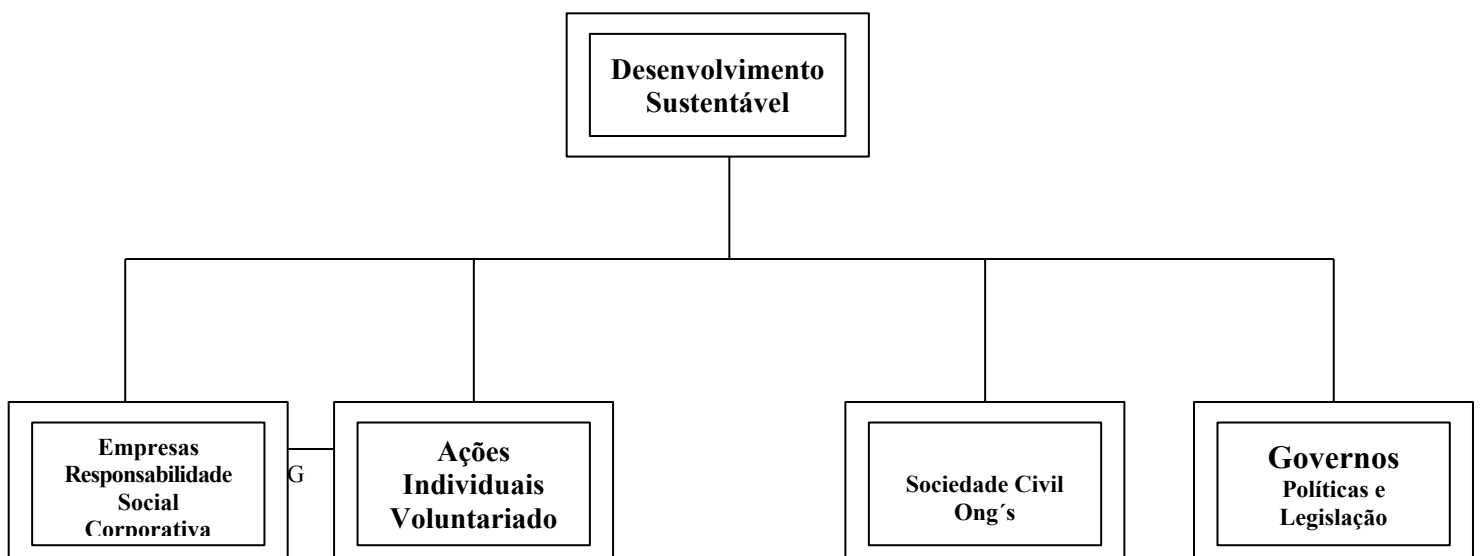 Desenvolvimento
Sustentável
Empresas
Responsabilidade
Social
Corporativa
G
Ações
Individuais
Voluntariado
Sociedade Civil
Ong´s
Governos
Políticas e
Legislação